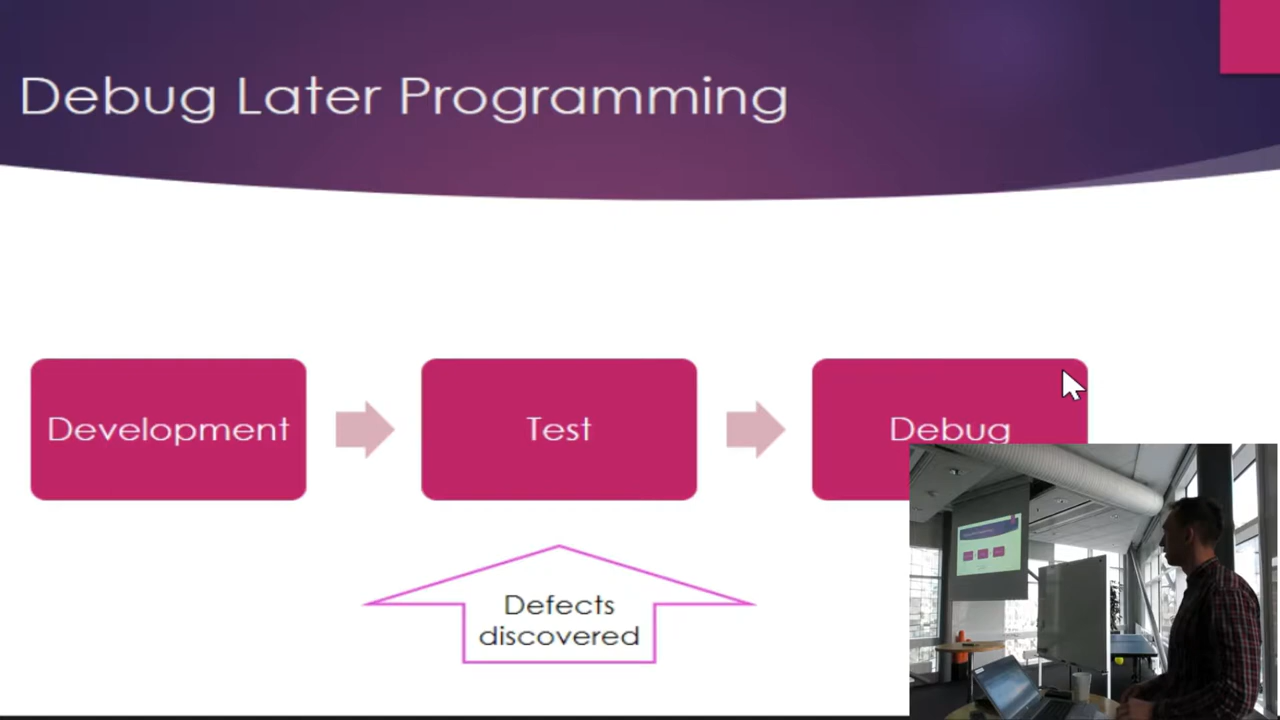 Debug Later Programming
Development
Test
Debug
Defects
discovered